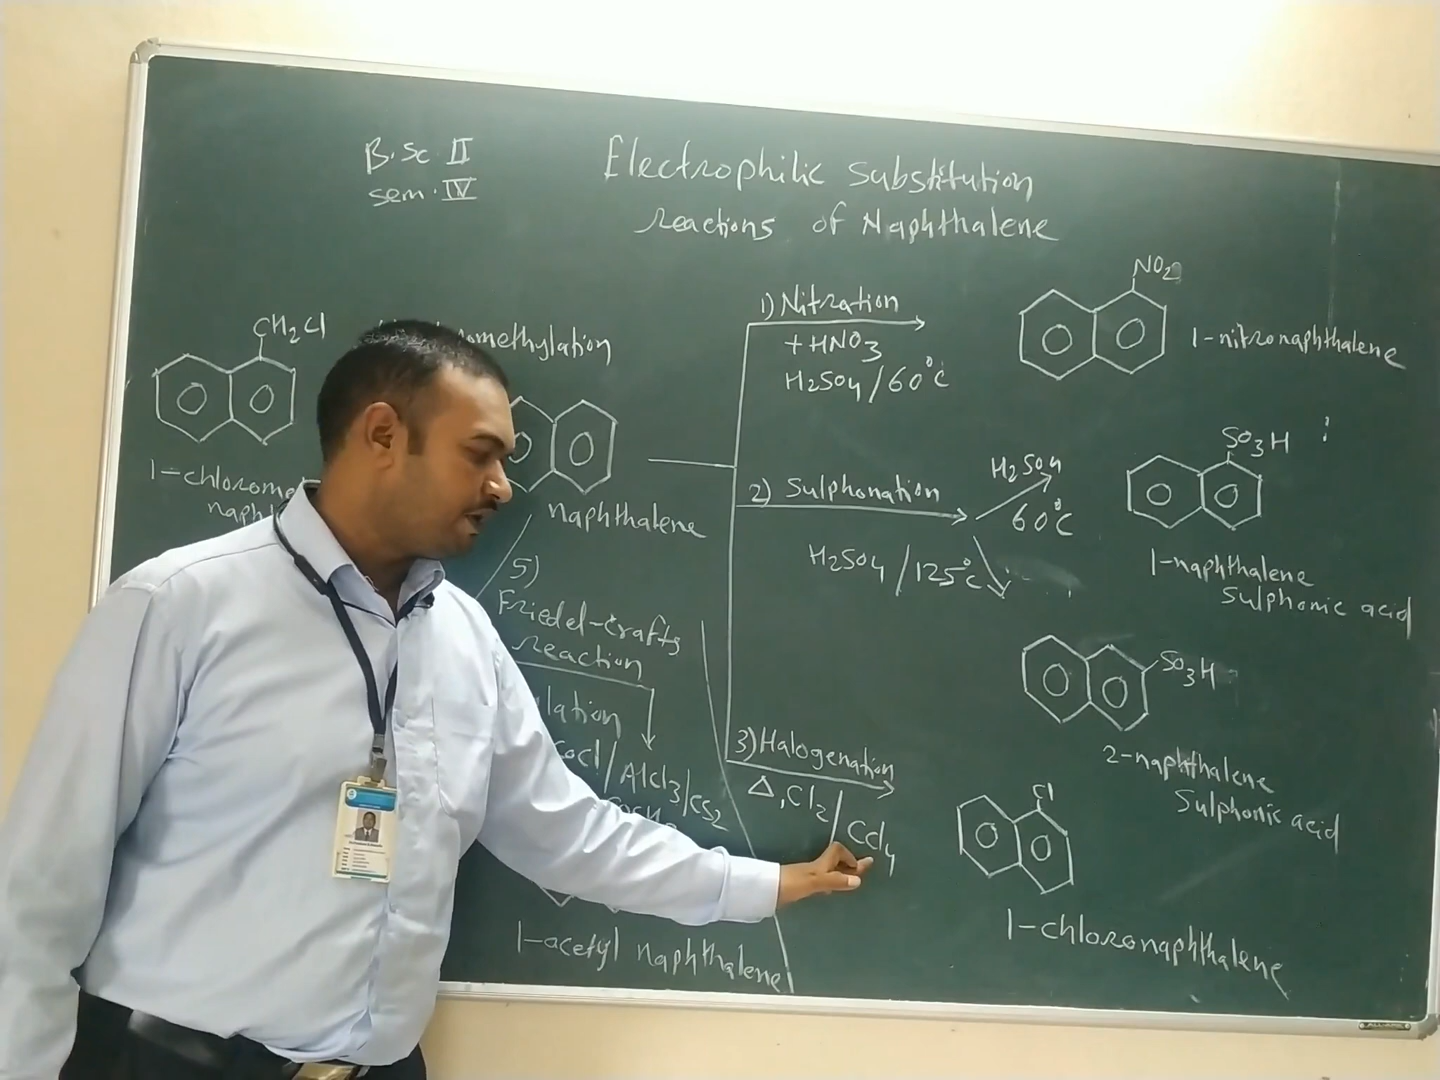 B.Sc II
sem. IV
Electrophilic Substitution
reactions of Naphthalene
CH2Cl
1-chlorome
naph
omethylation
naphthalene
1) Nitration
+ HNO3
H2SO4 / 60°C
NO2
1-nitronaphthalene
2) Sulphonation
H2SO4
60°C
H2SO4 / 125°C
SO3H
1-naphthalene
Sulphonic acid
SO3H
2-naphthalene
Sulphonic acid
3) Halogenation
Δ, Cl2 / CCl4
Cl
1-chloronaphthalene
5)
Friedel-Crafts
reaction
lation
COCl / AlCl3 / CS2
1-acetyl naphthalene